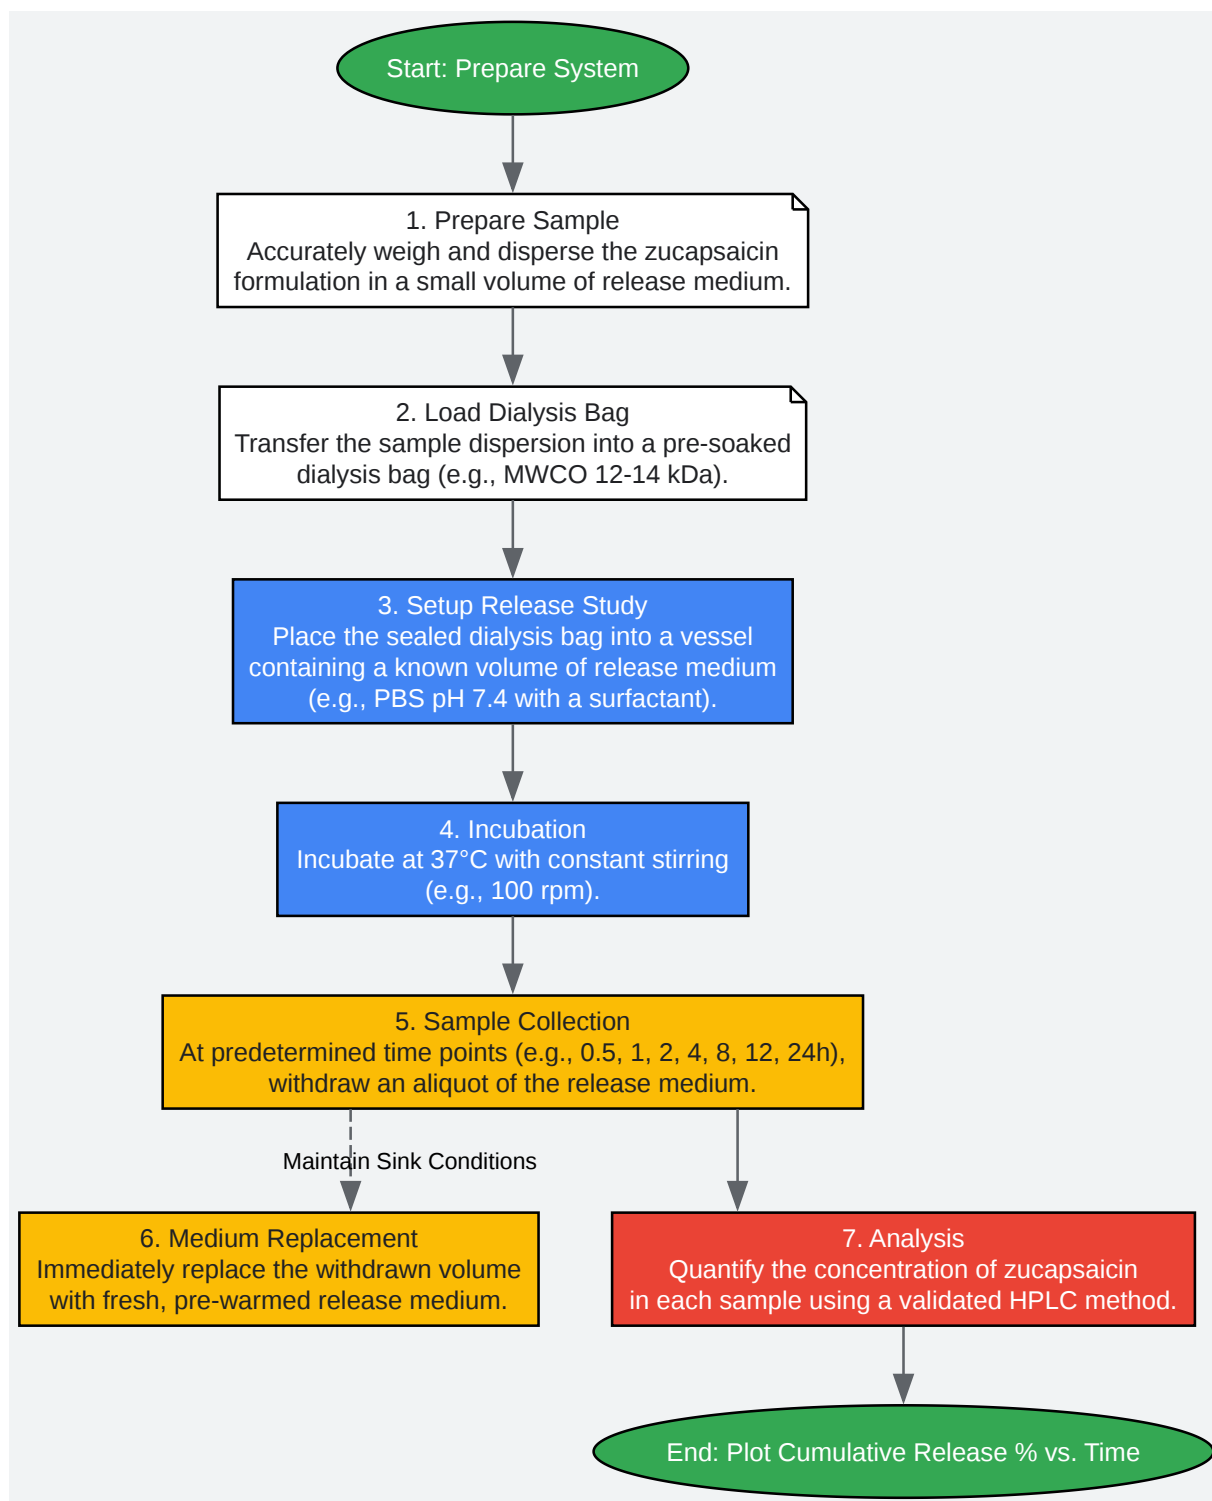 Start: Prepare System
1. Prepare Sample
Accurately weigh and disperse the zucapsaicin
formulation in a small volume of release medium.
2. Load Dialysis Bag
Transfer the sample dispersion into a pre-soaked
dialysis bag (e.g., MWCO 12-14 kDa).
3. Setup Release Study
Place the sealed dialysis bag into a vessel
containing a known volume of release medium
(e.g., PBS pH 7.4 with a surfactant).
4. Incubation
Incubate at 37°C with constant stirring
(e.g., 100 rpm).
5. Sample Collection
At predetermined time points (e.g., 0.5, 1, 2, 4, 8, 12, 24h),
withdraw an aliquot of the release medium.
Maintain Sink Conditions
6. Medium Replacement
Immediately replace the withdrawn volume
with fresh, pre-warmed release medium.
7. Analysis
Quantify the concentration of zucapsaicin
in each sample using a validated HPLC method.
End: Plot Cumulative Release % vs. Time